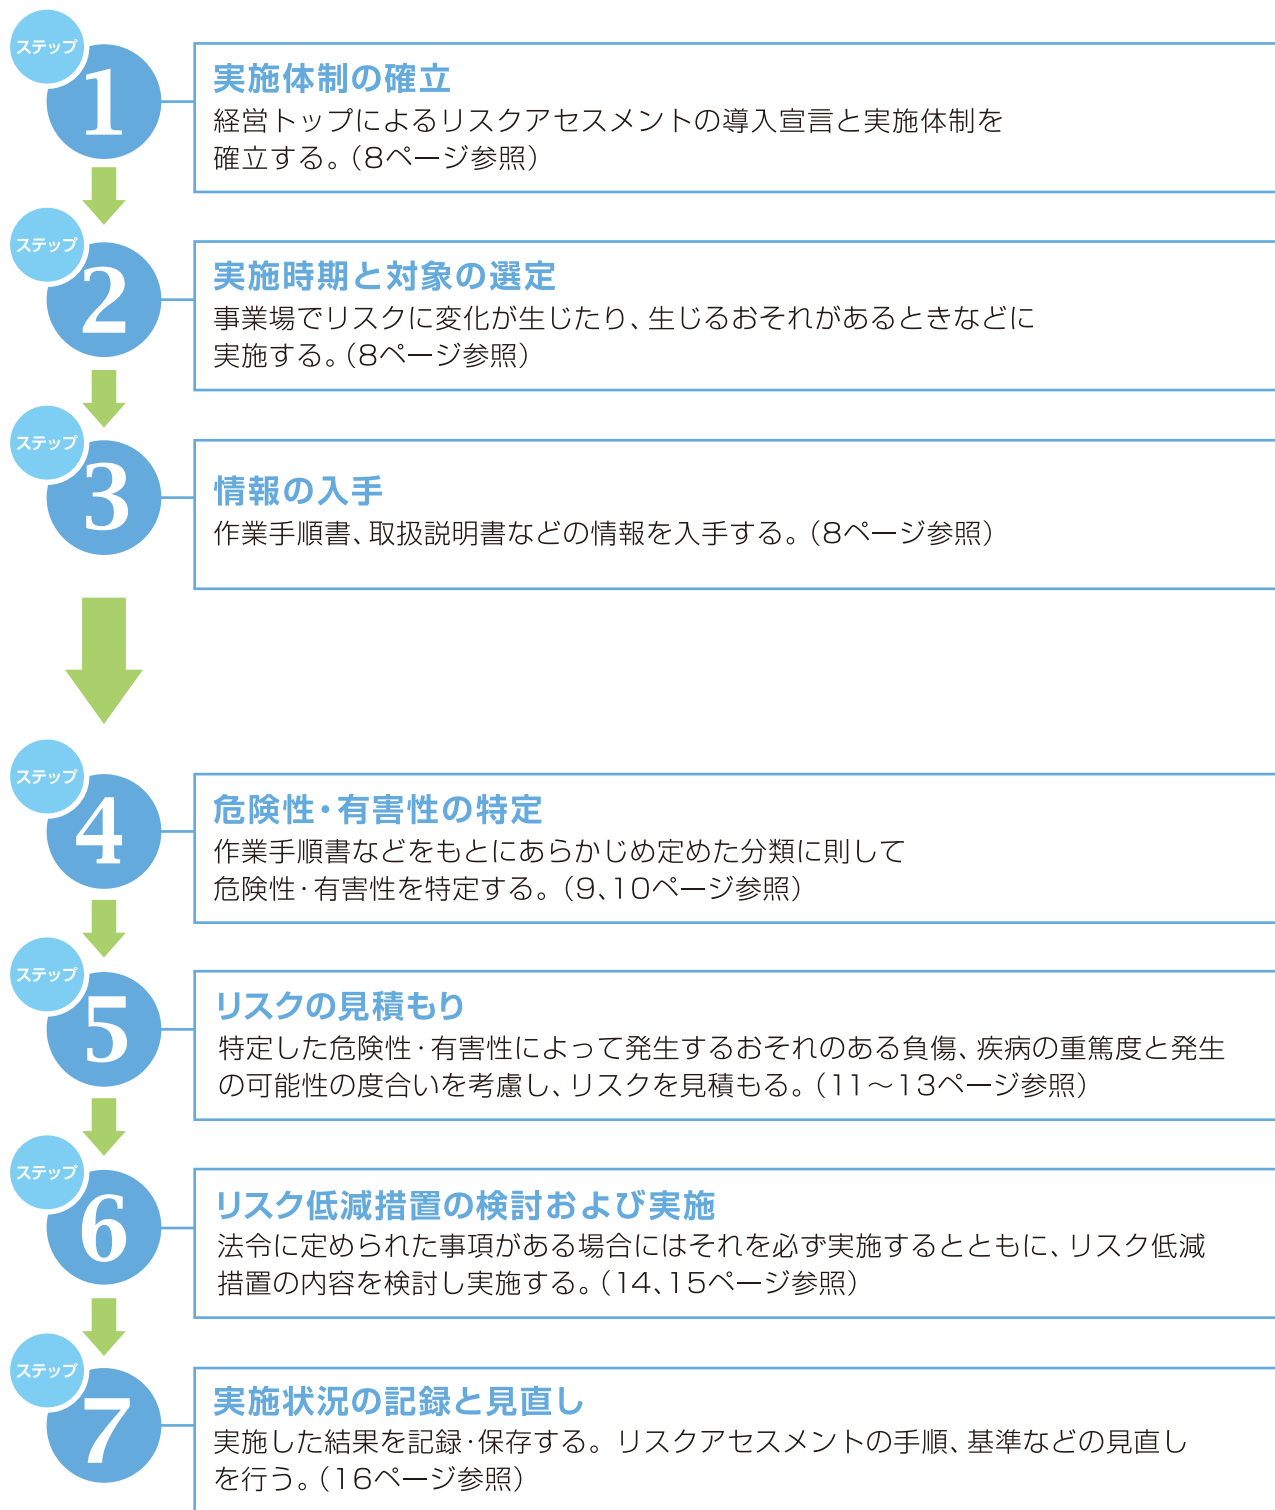 ステップ
1
実施体制の確立
経営トップによるリスクアセスメントの導入宣言と実施体制を
確立する。（8ページ参照）
ステップ
2
実施時期と対象の選定
事業場でリスクに変化が生じたり、生じるおそれがあるときなどに
実施する。（8ページ参照）
ステップ
3
情報の入手
作業手順書、取扱説明書などの情報を入手する。（8ページ参照）
ステップ
4
危険性・有害性の特定
作業手順書などをもとにあらかじめ定めた分類に則して
危険性・有害性を特定する。（9、10ページ参照）
ステップ
5
リスクの見積もり
特定した危険性・有害性によって発生するおそれのある負傷、疾病の重篤度と発生
の可能性の度合いを考慮し、リスクを見積もる。（11～13ページ参照）
ステップ
6
リスク低減措置の検討および実施
法令に定められた事項がある場合にはそれを必ず実施するとともに、リスク低減
措置の内容を検討し実施する。（14、15ページ参照）
ステップ
7
実施状況の記録と見直し
実施した結果を記録・保存する。リスクアセスメントの手順、基準などの見直し
を行う。（16ページ参照）